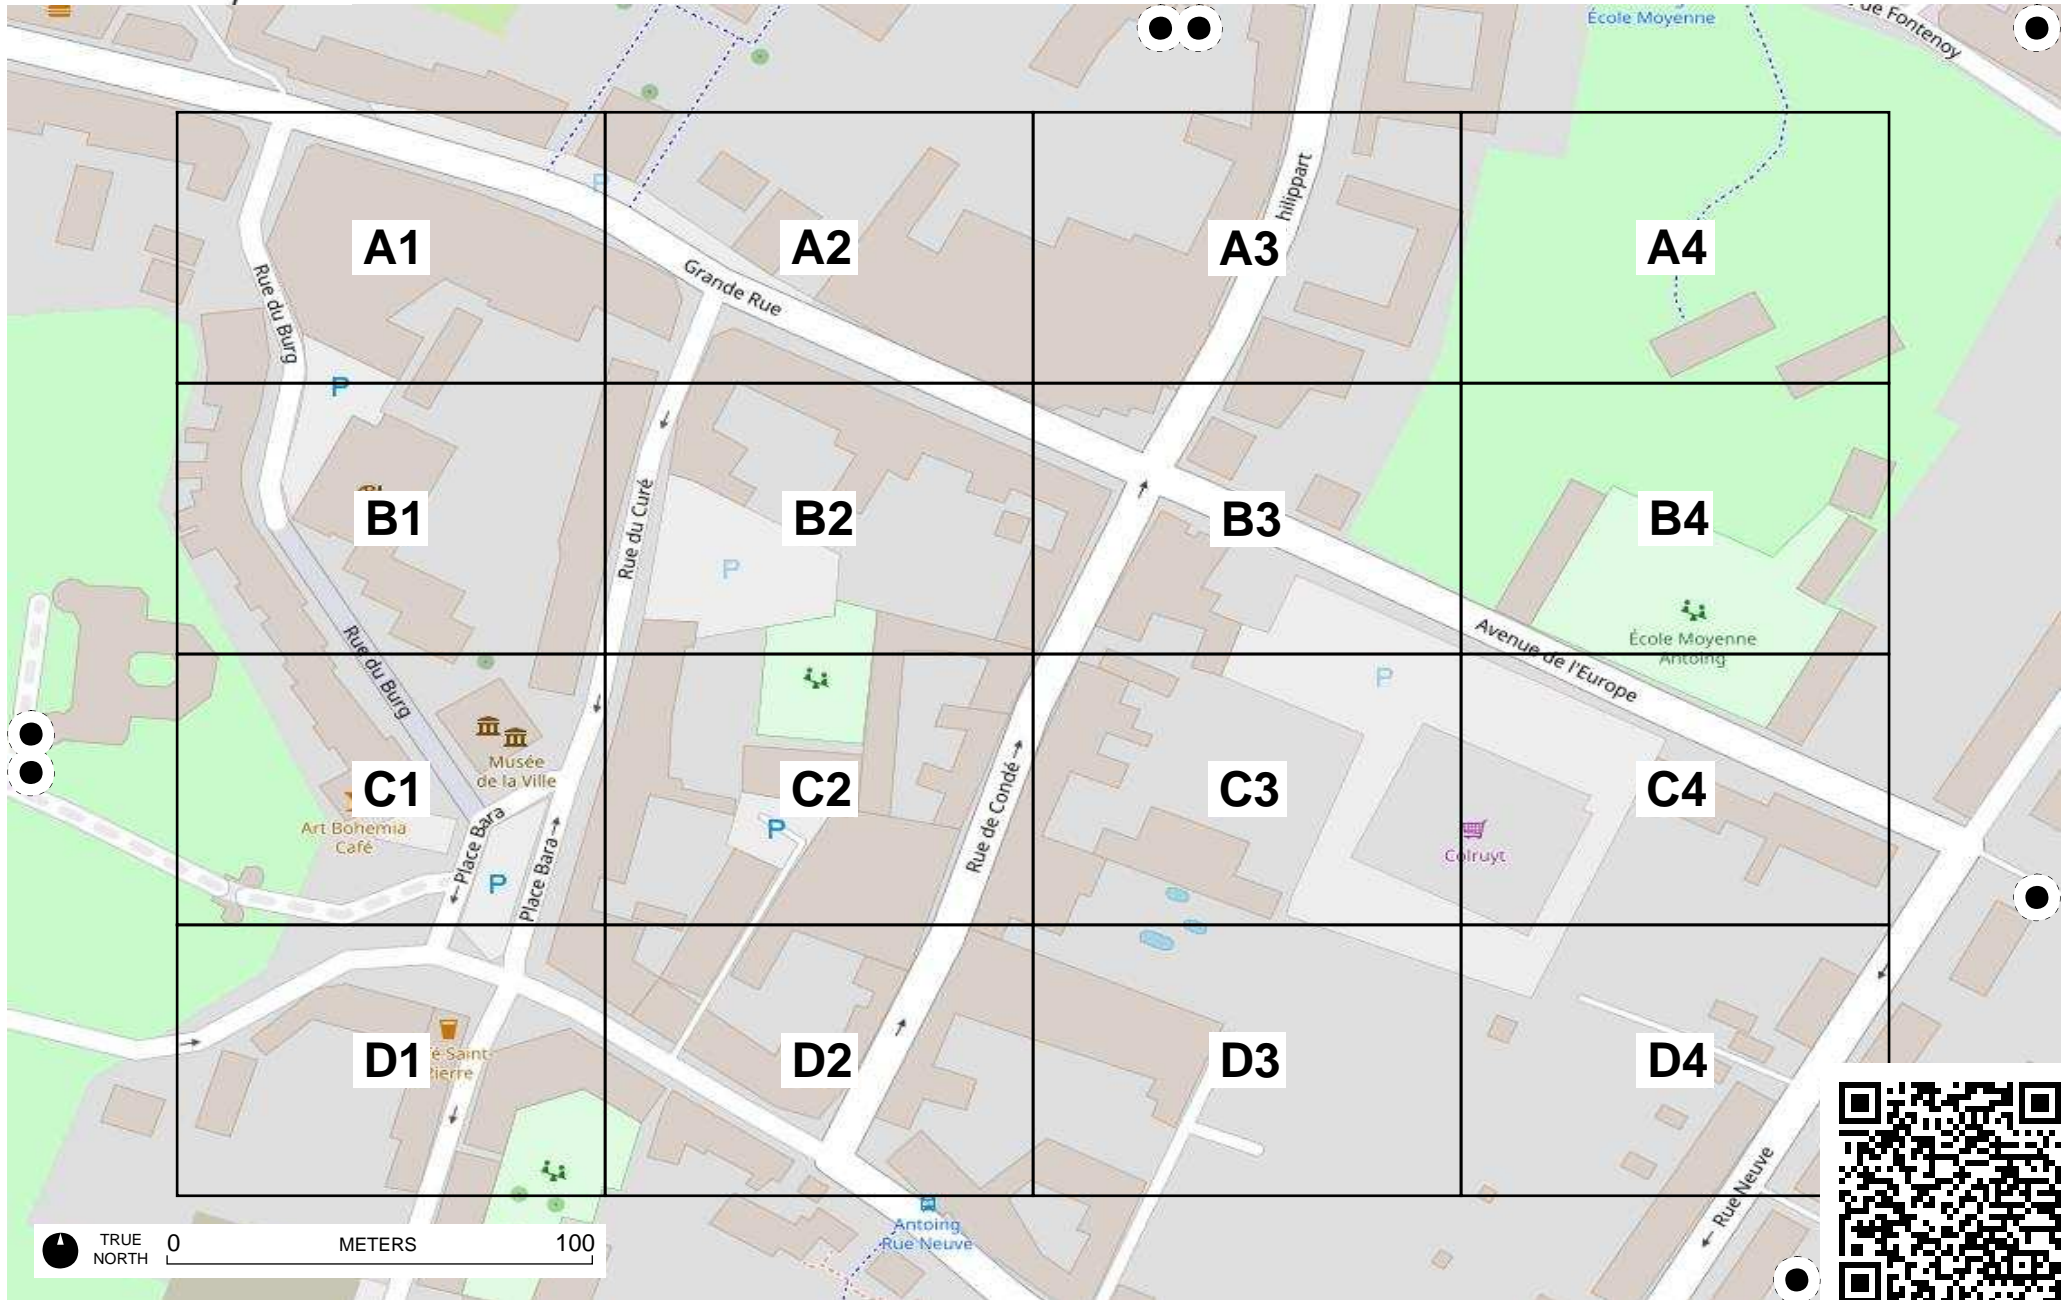 École Moyenne
de Fontenoy
hilippart
A1
A2
A3
A4
Grande Rue
Rue du Burg
P
P
B1
B2
B3
B4
Rue du Curé
P
Avenue de l'Europe
École Moyenne
Antoing
Rue du Burg
P
Musée
de la Ville
C1
C2
C3
C4
Art Bohemia
Café
Place Bara
Place Bara
P
P
Rue de Condé
Colruyt
D1
D2
D3
D4
é Saint-
ierre
Rue Neuve
Antoing
Rue Neuve
TRUE
NORTH
0 METERS 100